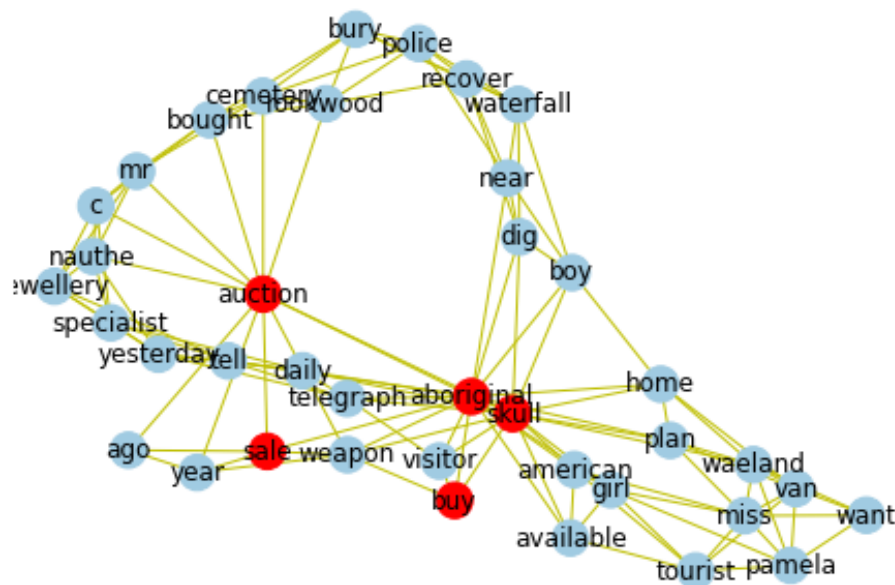 bury
police
recover
cemetery
rookwood
waterfall
bought
mr
near
c
dig
nauthe
boy
ewellery
auction
specialist
yesterday
tell
daily
telegraph
aboriginal
skull
home
ago
year
sale
weapon
visitor
buy
american
girl
available
plan
waeland
van
miss
want
tourist
pamela